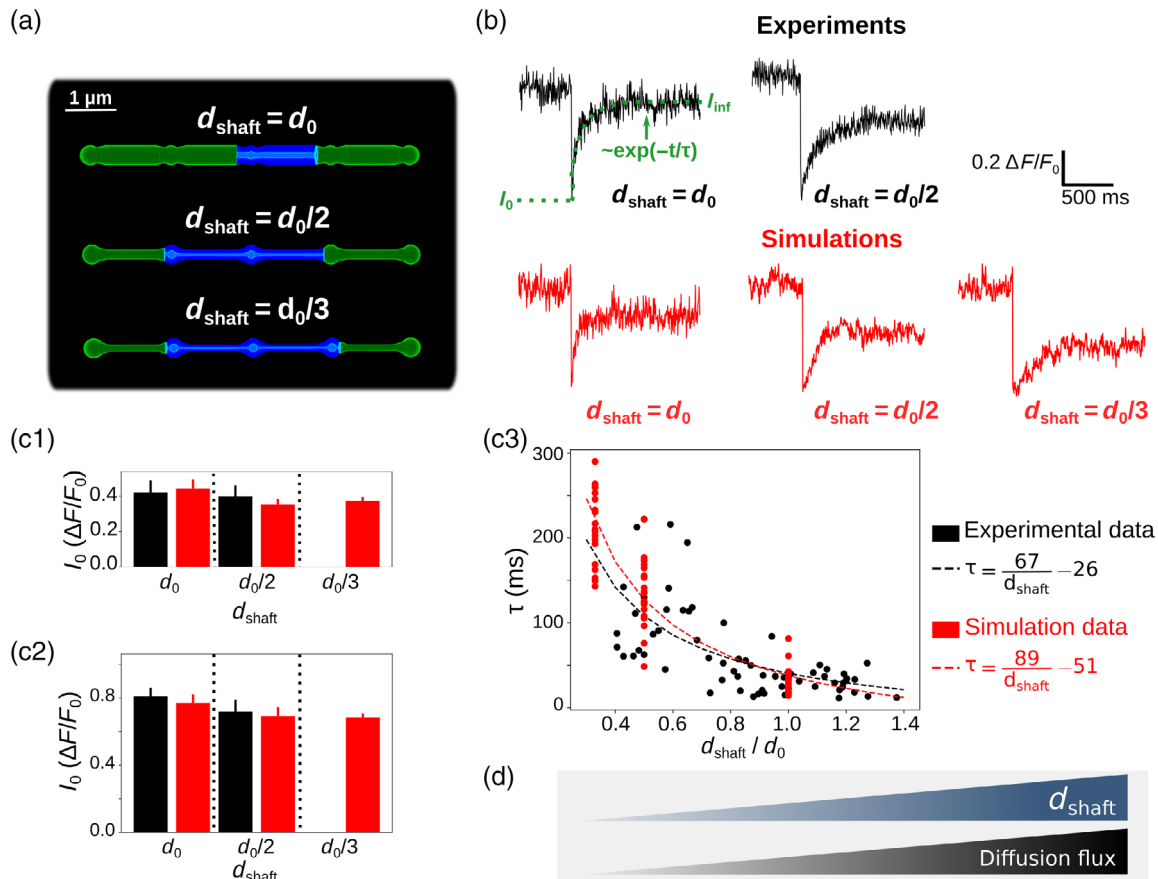 (a)
1 µm
dshaft = d0
dshaft = d0/2
dshaft = d0/3
(b)
Experiments
Iinf
~exp(−t/τ)
I0
dshaft = d0
dshaft = d0/2
0.2 ΔF/F0
500 ms
Simulations
dshaft = d0
dshaft = d0/2
dshaft = d0/3
(c1)
I0 (ΔF/F0)
0.4
0.0
d0
d0/2
d0/3
dshaft
(c2)
I0 (ΔF/F0)
0.8
0.0
d0
d0/2
d0/3
dshaft
(c3)
τ (ms)
300
200
100
0
0.4
0.6
0.8
1.0
1.2
1.4
dshaft / d0
Experimental data
τ = 67/dshaft −26
Simulation data
τ = 89/dshaft −51
(d)
dshaft
Diffusion flux